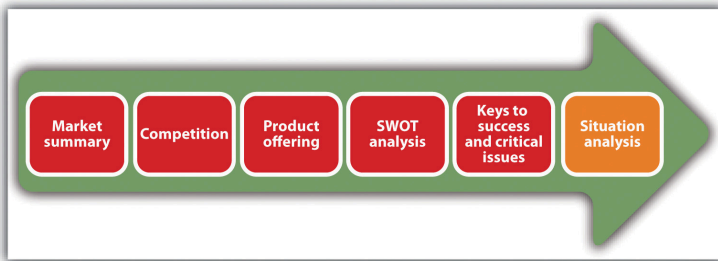 Market
summary
Competition
Product
offering
SWOT
analysis
Keys to
success
and critical
issues
Situation
analysis